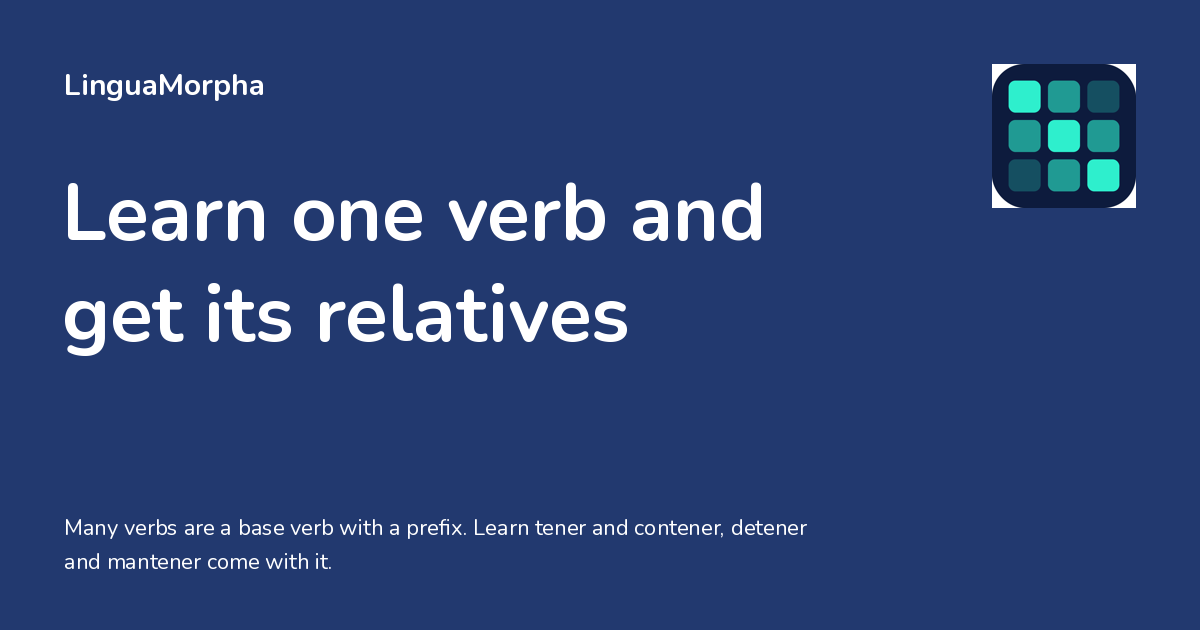 LinguaMorpha
Learn one verb and
get its relatives
Many verbs are a base verb with a prefix. Learn tener and contener, detener
and mantener come with it.